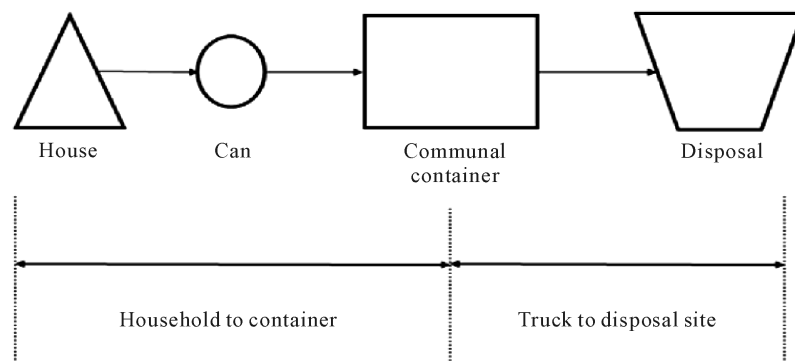 House
Can
Communal
container
Disposal
Household to container
Truck to disposal site